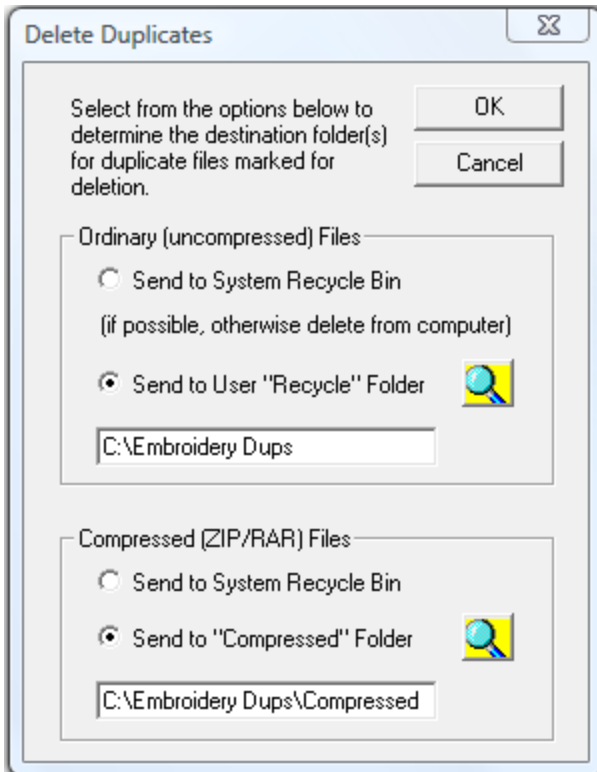 Delete Duplicates
Select from the options below to
determine the destination folder(s)
for duplicate files marked for
deletion.
OK
Cancel
Ordinary (uncompressed) Files
Send to System Recycle Bin
(if possible, otherwise delete from computer)
Send to User "Recycle" Folder
C:\Embroidery Dups
Compressed (ZIP/RAR) Files
Send to System Recycle Bin
Send to "Compressed" Folder
C:\Embroidery Dups\Compressed